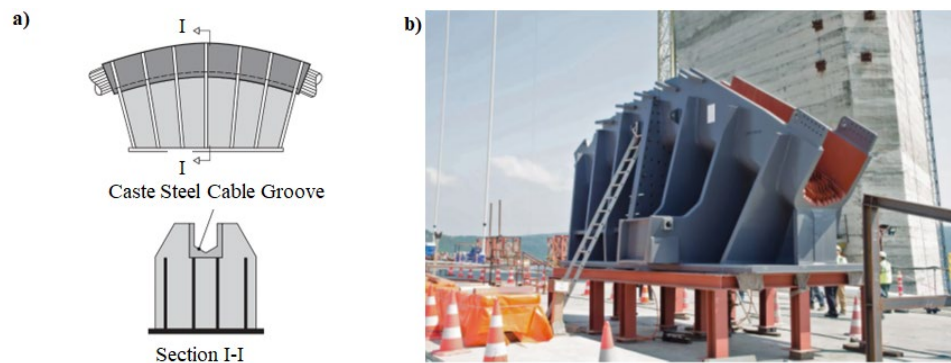 a)
I
I
Caste Steel Cable Groove
Section I-I
b)